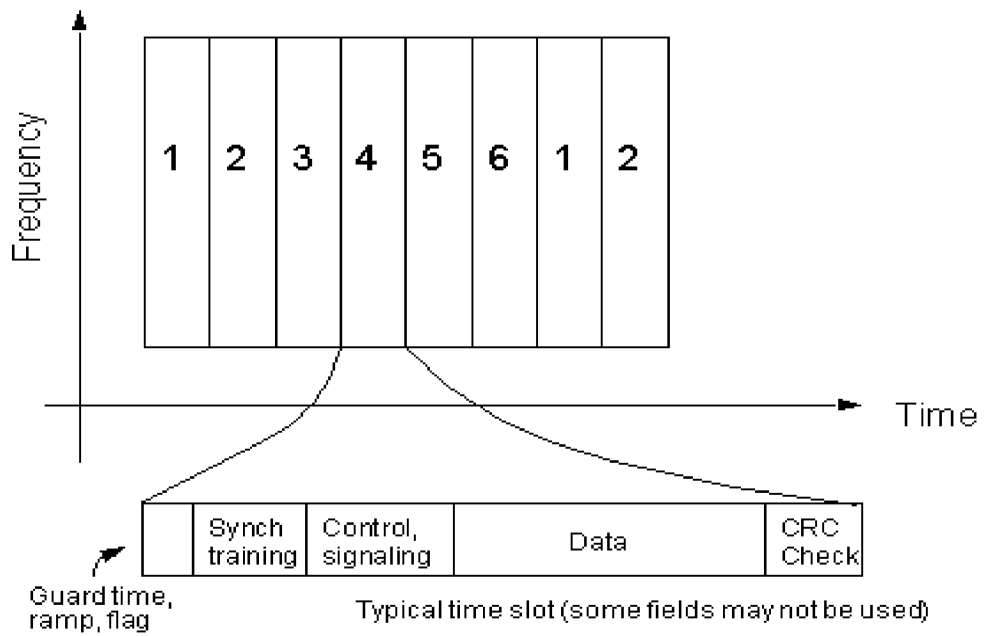 Frequency
1 2 3 4 5 6 1 2
Time
Synch training
Control, signaling
Data
CRC Check
Guard time, ramp, flag
Typical time slot (some fields may not be used)